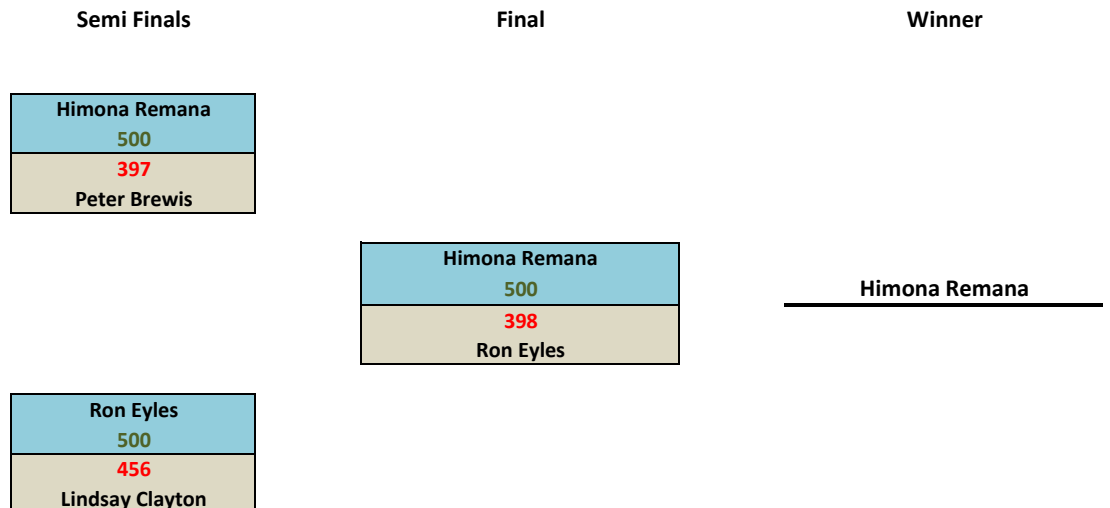 Semi Finals
Final
Winner
Himona Remana
500
397
Peter Brewis
Himona Remana
500
398
Ron Eyles
Himona Remana
Ron Eyles
500
456
Lindsay Clayton